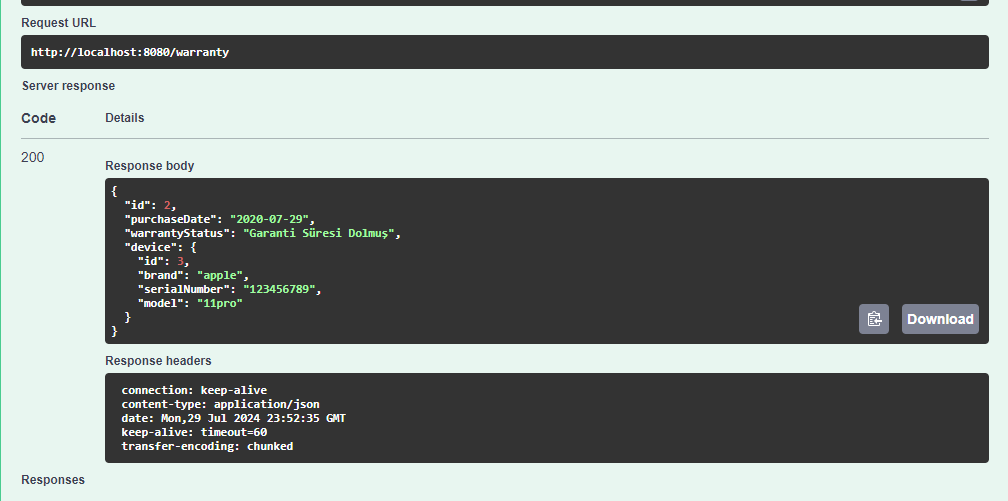 Request URL
http://localhost:8080/warranty
Server response
Code Details
200
Response body
{
  "id": 2,
  "purchaseDate": "2020-07-29",
  "warrantyStatus": "Garanti Süresi Dolmuş",
  "device": {
    "id": 3,
    "brand": "apple",
    "serialNumber": "123456789",
    "model": "11pro"
  }
}
Download
Response headers
connection: keep-alive
content-type: application/json
date: Mon,29 Jul 2024 23:52:35 GMT
keep-alive: timeout=60
transfer-encoding: chunked
Responses